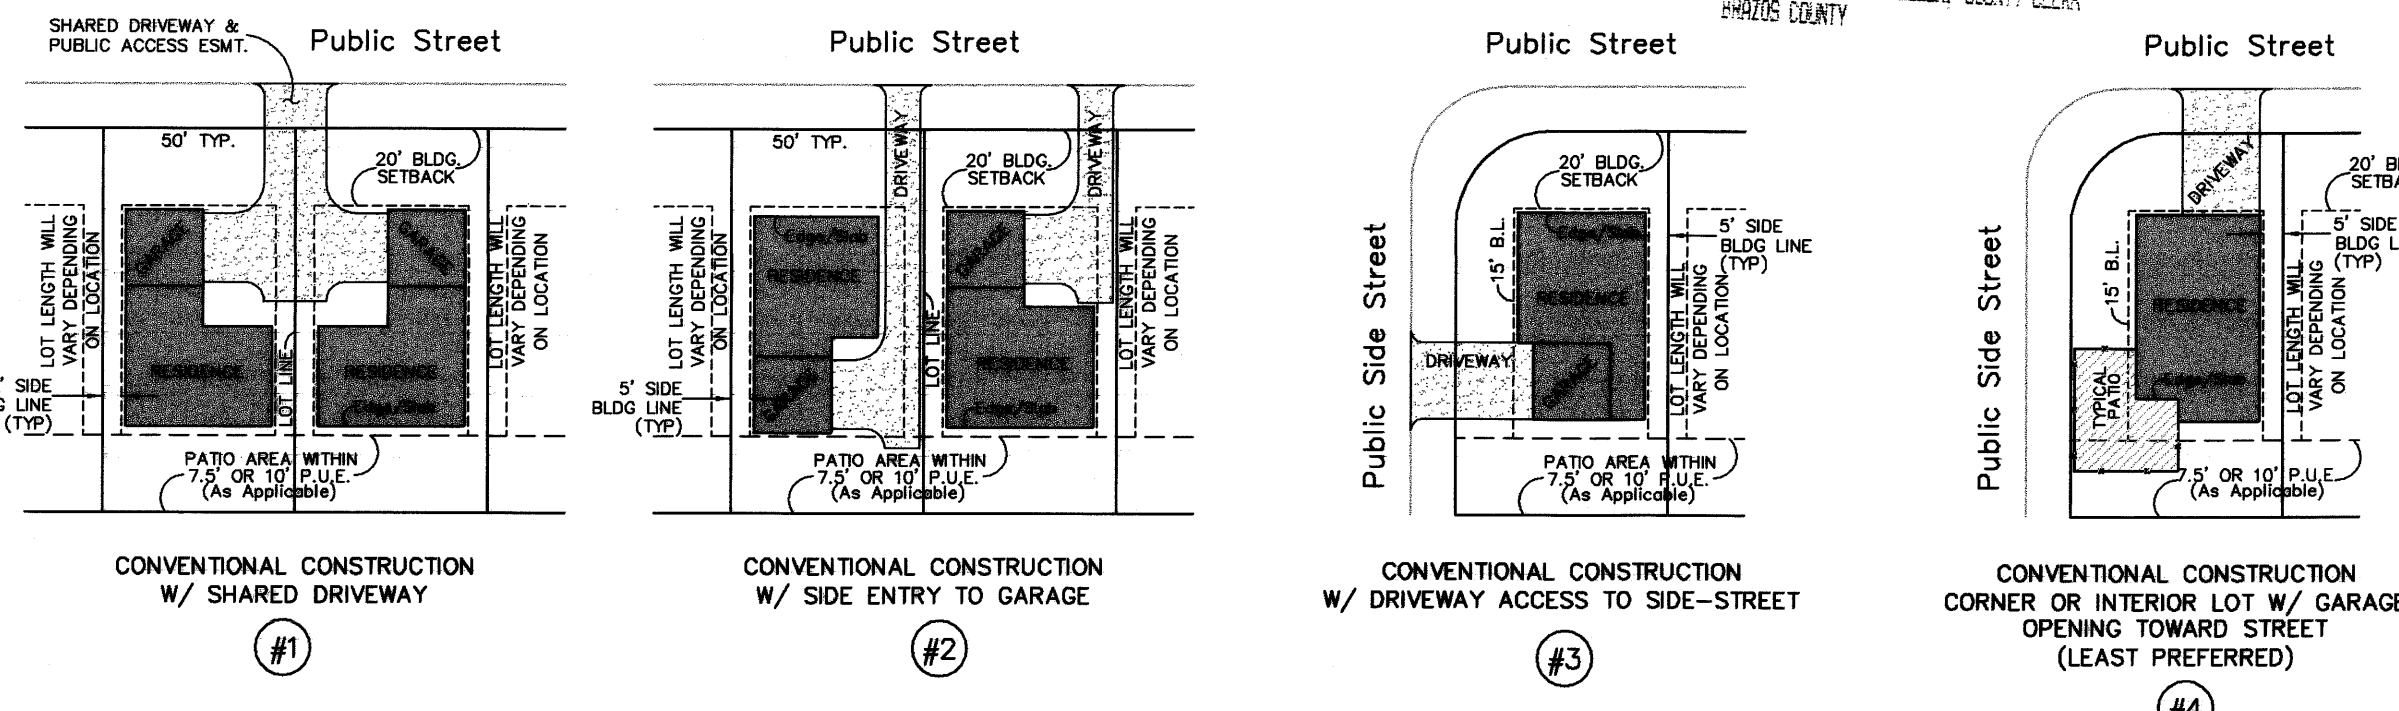 SHARED DRIVEWAY &
PUBLIC ACCESS ESMT.
Public Street
50' TYP.
20' BLDG.
SETBACK
LOT LENGTH WILL
VARY DEPENDING
ON LOCATION
GARAGE
GARAGE
LOT LENGTH WILL
VARY DEPENDING
ON LOCATION
RESIDENCE
RESIDENCE
LOT LINE
Edge/Slab
' SIDE
LINE
(TYP)
PATIO AREA WITHIN
7.5' OR 10' P.U.E.
(As Applicable)
CONVENTIONAL CONSTRUCTION
W/ SHARED DRIVEWAY
#1
Public Street
50' TYP.
DRIVEWAY
DRIVEWAY
20' BLDG.
SETBACK
LOT LENGTH WILL
VARY DEPENDING
ON LOCATION
Edge/Slab
RESIDENCE
GARAGE
LOT LENGTH WILL
VARY DEPENDING
ON LOCATION
LOT LINE
RESIDENCE
GARAGE
Edge/Slab
5' SIDE
BLDG LINE
(TYP)
PATIO AREA WITHIN
7.5' OR 10' P.U.E.
(As Applicable)
CONVENTIONAL CONSTRUCTION
W/ SIDE ENTRY TO GARAGE
#2
BRAZOS COUNTY
Public Street
20' BLDG.
SETBACK
Public Side Street
15' B.L.
Edge/Slab
RESIDENCE
5' SIDE
BLDG LINE
(TYP)
LOT LENGTH WILL
VARY DEPENDING
ON LOCATION
DRIVEWAY
GARAGE
PATIO AREA WITHIN
7.5' OR 10' P.U.E.
(As Applicable)
CONVENTIONAL CONSTRUCTION
W/ DRIVEWAY ACCESS TO SIDE-STREET
#3
Public Street
DRIVEWAY
20'
Public Side Street
15' B.L.
RESIDENCE
5' SIDE
BLDG
(TYP)
LOT LENGTH WILL
VARY DEPENDING
ON LOCATION
TYPICAL
PATIO
Edge/Slab
7.5' OR 10' P.U.E.
(As Applicable)
CONVENTIONAL CONSTRUCTION
CORNER OR INTERIOR LOT W/ GARAGE
OPENING TOWARD STREET
(LEAST PREFERRED)
#4